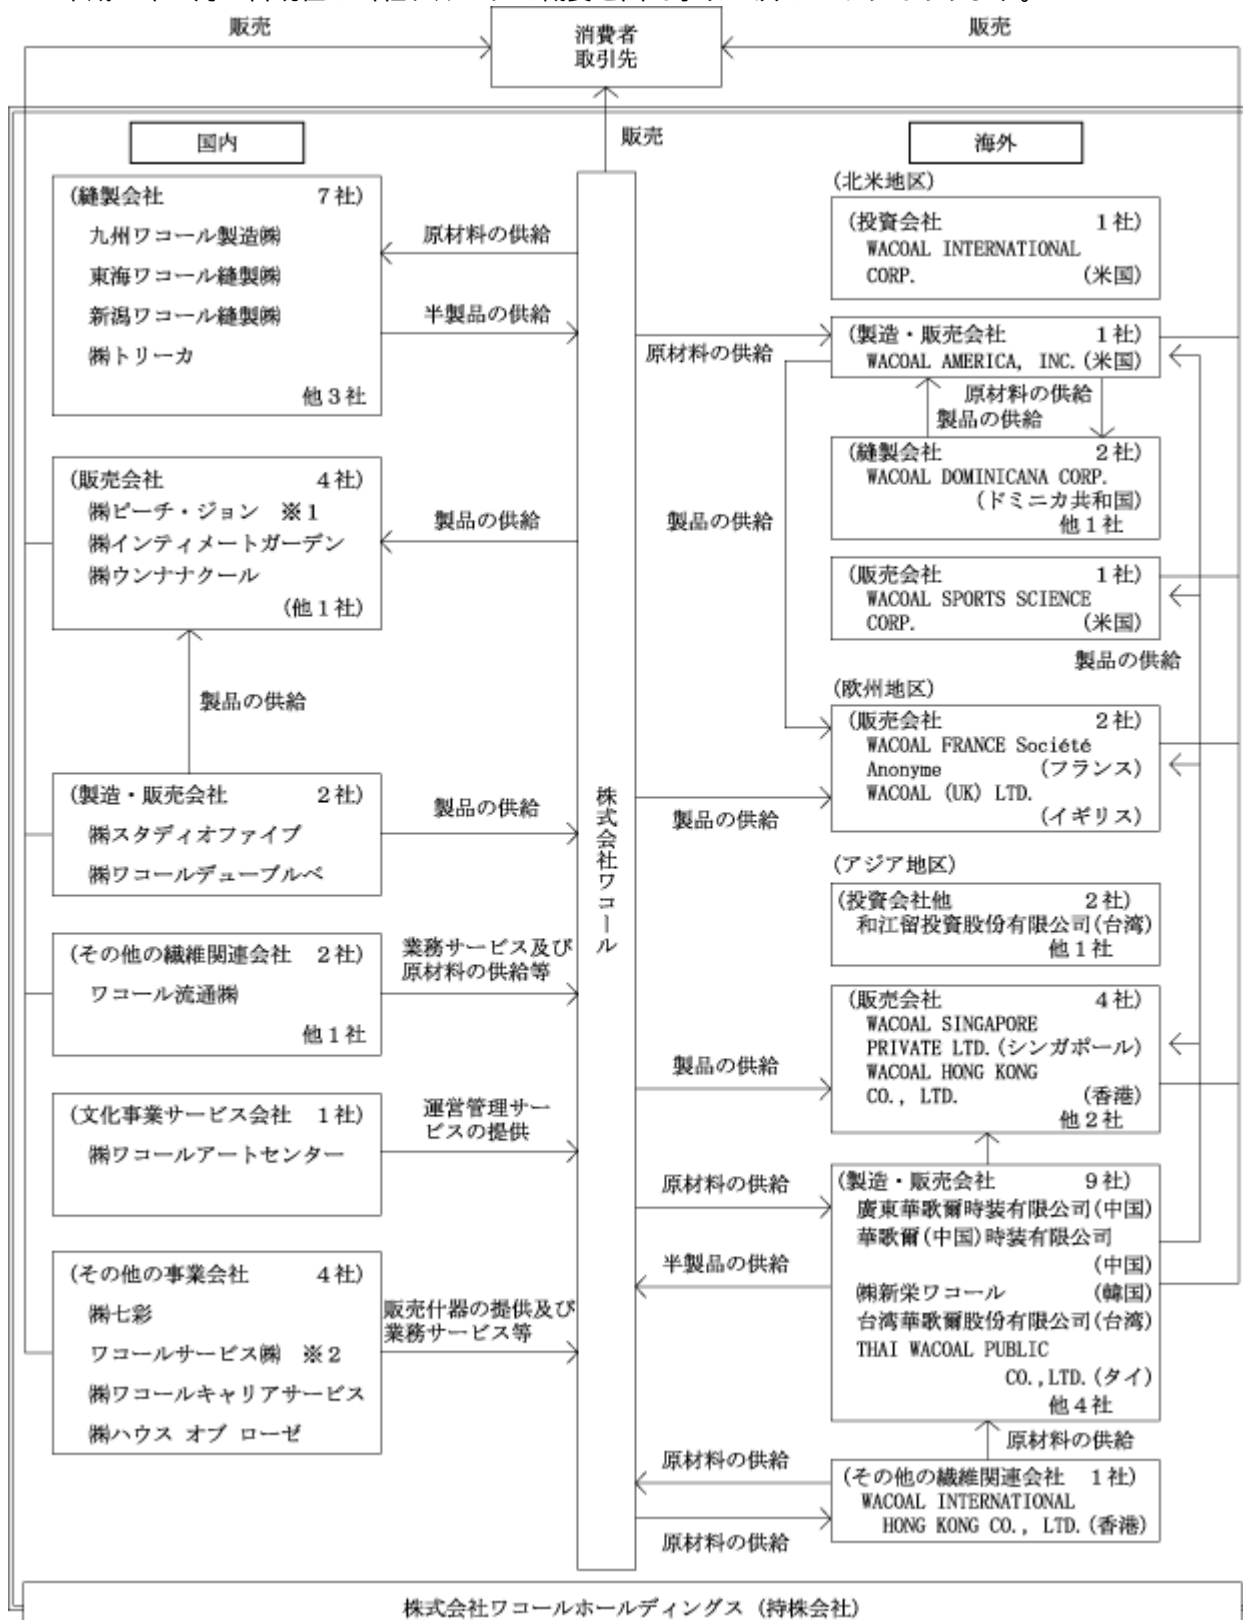 販売
消費者
取引先
販売
販売
国内
(縫製会社 7社)
九州ワコール製造㈱
東海ワコール縫製㈱
新潟ワコール縫製㈱
㈱トリーカ
他3社
原材料の供給
半製品の供給
(販売会社 4社)
㈱ピーチ・ジョン ※1
㈱インティメートガーデン
㈱ウンナナクール
(他1社)
製品の供給
製品の供給
(製造・販売会社 2社)
㈱スタディオファイブ
㈱ワコールデューブルベ
製品の供給
(その他の繊維関連会社 2社)
ワコール流通㈱
他1社
業務サービス及び
原材料の供給等
(文化事業サービス会社 1社)
㈱ワコールアートセンター
運営管理サー
ビスの提供
(その他の事業会社 4社)
㈱七彩
ワコールサービス㈱ ※2
㈱ワコールキャリアサービス
㈱ハウス オブ ローゼ
販売什器の提供及び
業務サービス等
株式会社ワコール
海外
(北米地区)
(投資会社 1社)
WACOAL INTERNATIONAL
CORP. (米国)
(製造・販売会社 1社)
WACOAL AMERICA, INC.(米国)
原材料の供給
原材料の供給
製品の供給
(縫製会社 2社)
WACOAL DOMINICANA CORP.
(ドミニカ共和国)
他1社
製品の供給
(販売会社 1社)
WACOAL SPORTS SCIENCE
CORP. (米国)
製品の供給
(欧州地区)
(販売会社 2社)
WACOAL FRANCE Société
Anonyme (フランス)
WACOAL (UK) LTD.
(イギリス)
製品の供給
(アジア地区)
(投資会社他 2社)
和江留投資股份有限公司(台湾)
他1社
(販売会社 4社)
WACOAL SINGAPORE
PRIVATE LTD.(シンガポール)
WACOAL HONG KONG
CO., LTD. (香港)
他2社
製品の供給
(製造・販売会社 9社)
廣東華歌爾時装有限公司(中国)
華歌爾(中国)時装有限公司
(中国)
㈱新栄ワコール (韓国)
台湾華歌爾股份有限公司(台湾)
THAI WACOAL PUBLIC
CO.,LTD.(タイ)
他4社
原材料の供給
半製品の供給
原材料の供給
(その他の繊維関連会社 1社)
WACOAL INTERNATIONAL
HONG KONG CO., LTD.(香港)
原材料の供給
原材料の供給
株式会社ワコールホールディングス (持株会社)